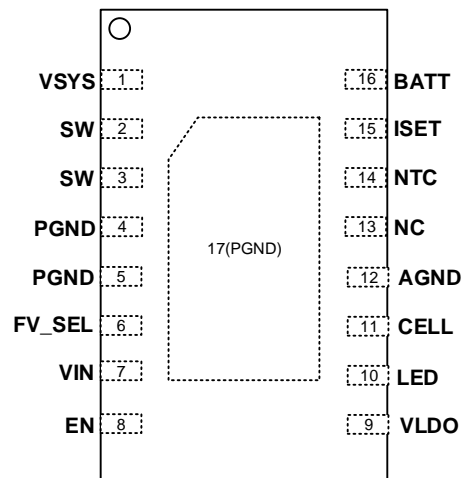 VSYS 1 16 BATT
SW 2 15 ISET
SW 3 14 NTC
PGND 4 13 NC
17(PGND)
PGND 5 12 AGND
FV_SEL 6 11 CELL
VIN 7 10 LED
EN 8 9 VLDO